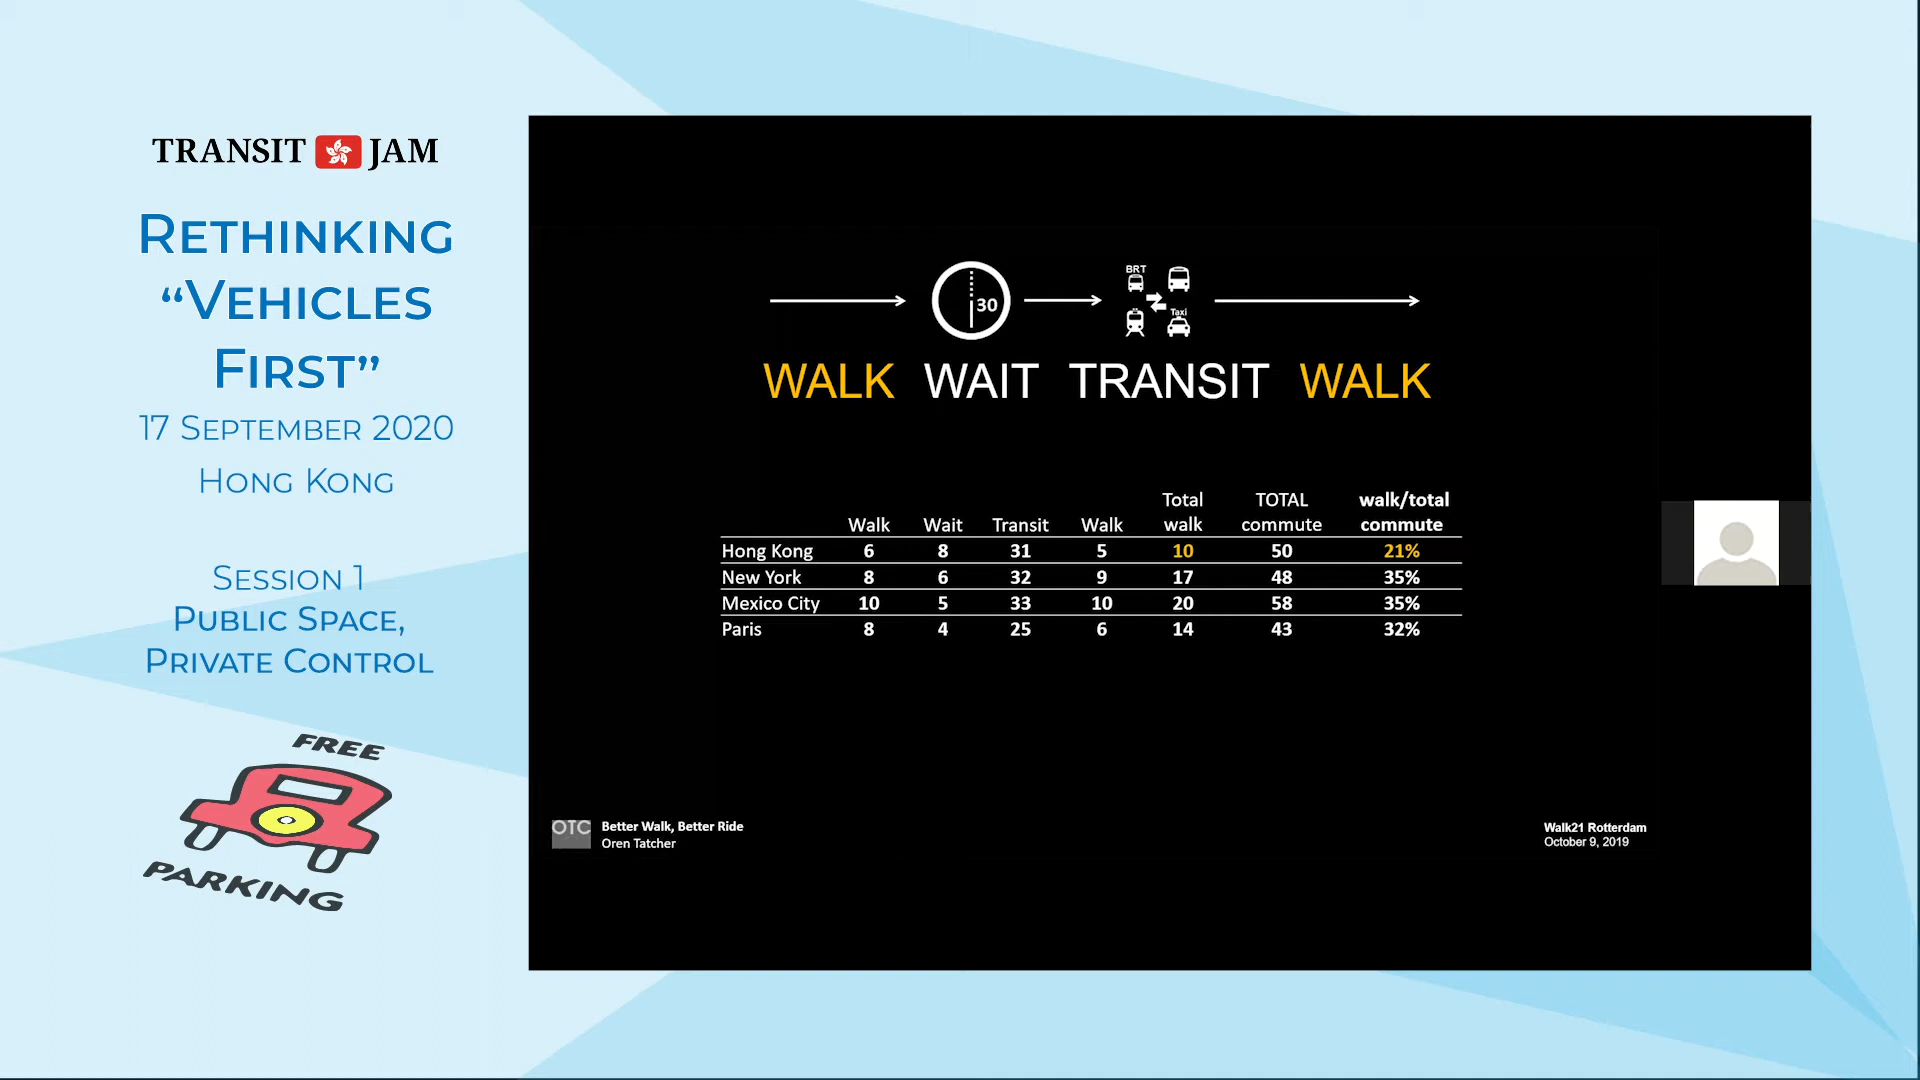 TRANSIT JAM
RETHINKING
“VEHICLES
FIRST”
17 SEPTEMBER 2020
HONG KONG
SESSION 1
PUBLIC SPACE,
PRIVATE CONTROL
FREE
PARKING
BRT
30
Taxi
WALK WAIT TRANSIT WALK
Walk Wait Transit Walk Total walk TOTAL commute walk/total commute
Hong Kong 6 8 31 5 10 50 21%
New York 8 6 32 9 17 48 35%
Mexico City 10 5 33 10 20 58 35%
Paris 8 4 25 6 14 43 32%
OTC
Better Walk, Better Ride
Oren Tatcher
Walk21 Rotterdam
October 9, 2019